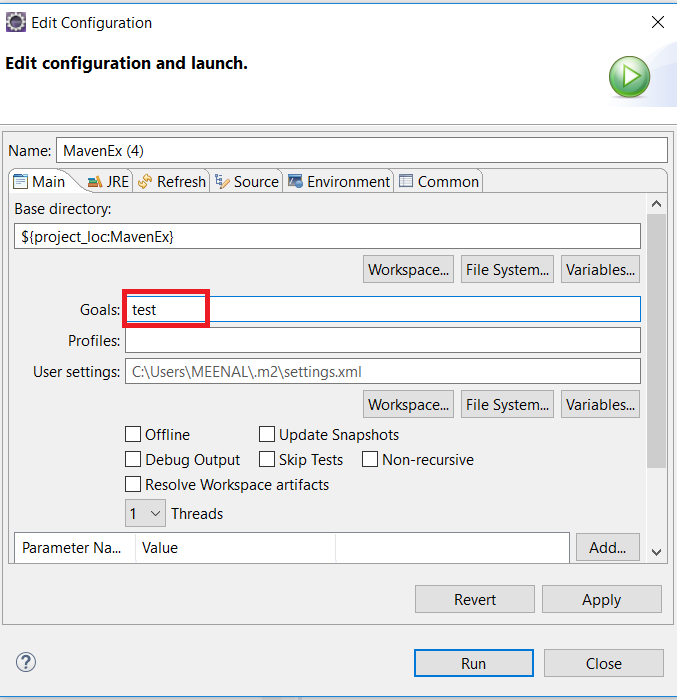 Edit Configuration
Edit configuration and launch.
Name: MavenEx (4)
Main JRE Refresh Source Environment Common
Base directory:
${project_loc:MavenEx}
Workspace... File System... Variables...
Goals: test
Profiles:
User settings: C:\Users\MEENAL\.m2\settings.xml
Workspace... File System... Variables...
Offline Update Snapshots
Debug Output Skip Tests Non-recursive
Resolve Workspace artifacts
1 Threads
Parameter Na... Value Add...
Revert Apply
? Run Close